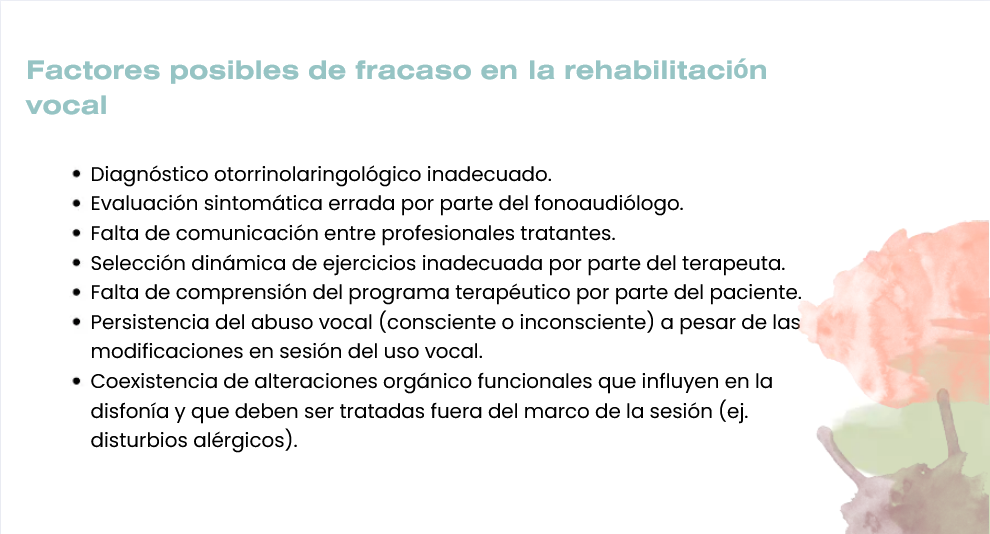 Factores posibles de fracaso en la rehabilitación
vocal
• Diagnóstico otorrinolaringológico inadecuado.
• Evaluación sintomática errada por parte del fonoaudiólogo.
• Falta de comunicación entre profesionales tratantes.
• Selección dinámica de ejercicios inadecuada por parte del terapeuta.
• Falta de comprensión del programa terapéutico por parte del paciente.
• Persistencia del abuso vocal (consciente o inconsciente) a pesar de las
modificaciones en sesión del uso vocal.
• Coexistencia de alteraciones orgánico funcionales que influyen en la
disfonía y que deben ser tratadas fuera del marco de la sesión (ej.
disturbios alérgicos).